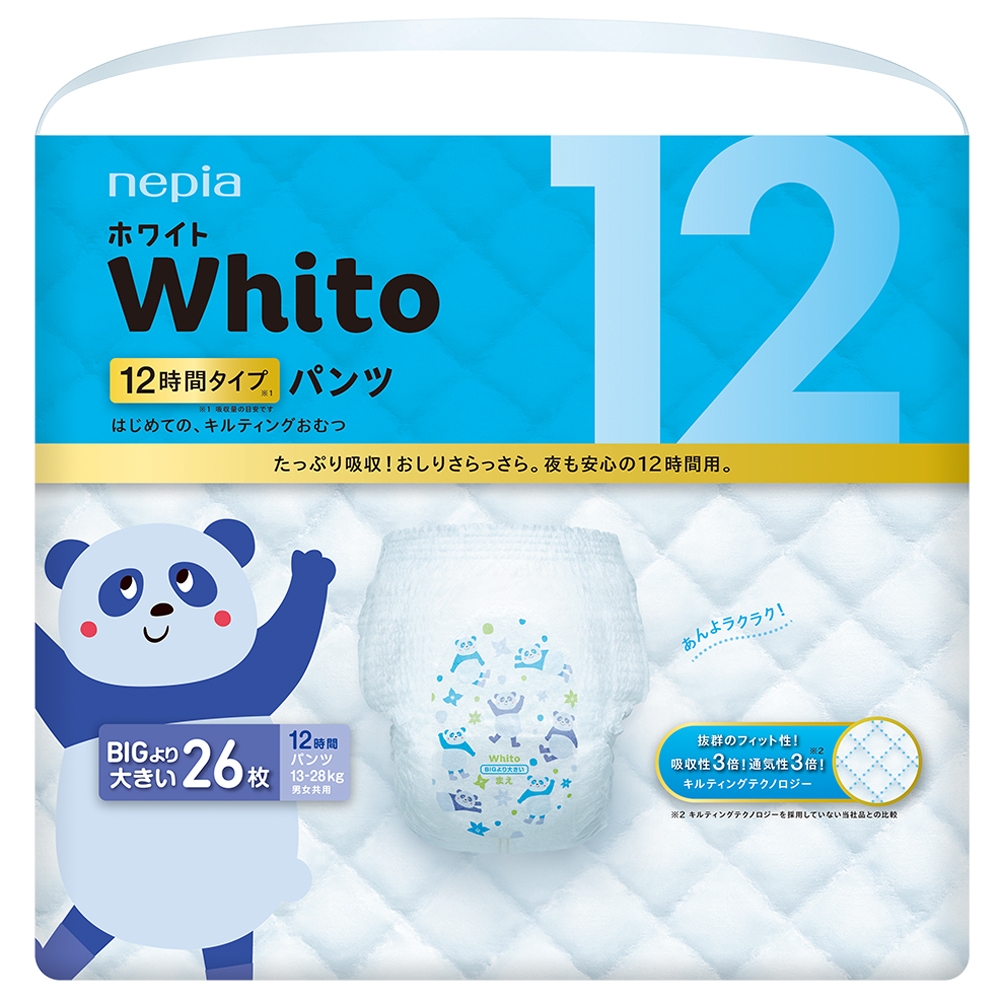 nepia
ホワイト
Whito
12
12時間タイプ※1 パンツ
※1 吸収量の目安です
はじめての、キルティングおむつ
たっぷり吸収!おしりさらっさら。夜も安心の12時間用。
あんよラクラク!
Whito
BIGより大きい
まえ
BIGより
大きい 26枚
12時間
パンツ
13-28kg
男女共用
抜群のフィット性!
吸収性3倍!通気性3倍!※2
キルティングテクノロジー
※2 キルティングテクノロジーを採用していない当社品との比較